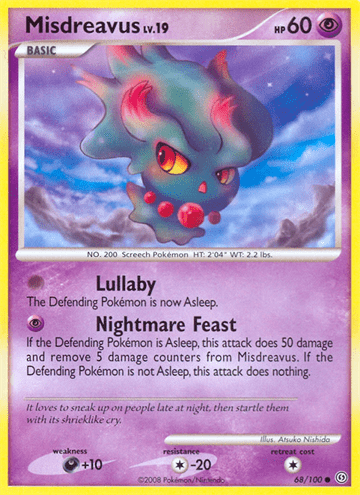 Misdreavus LV.19 HP 60
BASIC
NO. 200 Screech Pokémon HT: 2'04" WT: 2.2 lbs.
Lullaby
The Defending Pokémon is now Asleep.
Nightmare Feast
If the Defending Pokémon is Asleep, this attack does 50 damage
and remove 5 damage counters from Misdreavus. If the
Defending Pokémon is not Asleep, this attack does nothing.
It loves to sneak up on people late at night, then startle them
with its shrieklike cry.
Illus. Atsuko Nishida
weakness resistance retreat cost
+10 -20
©2008 Pokémon/Nintendo 68/100